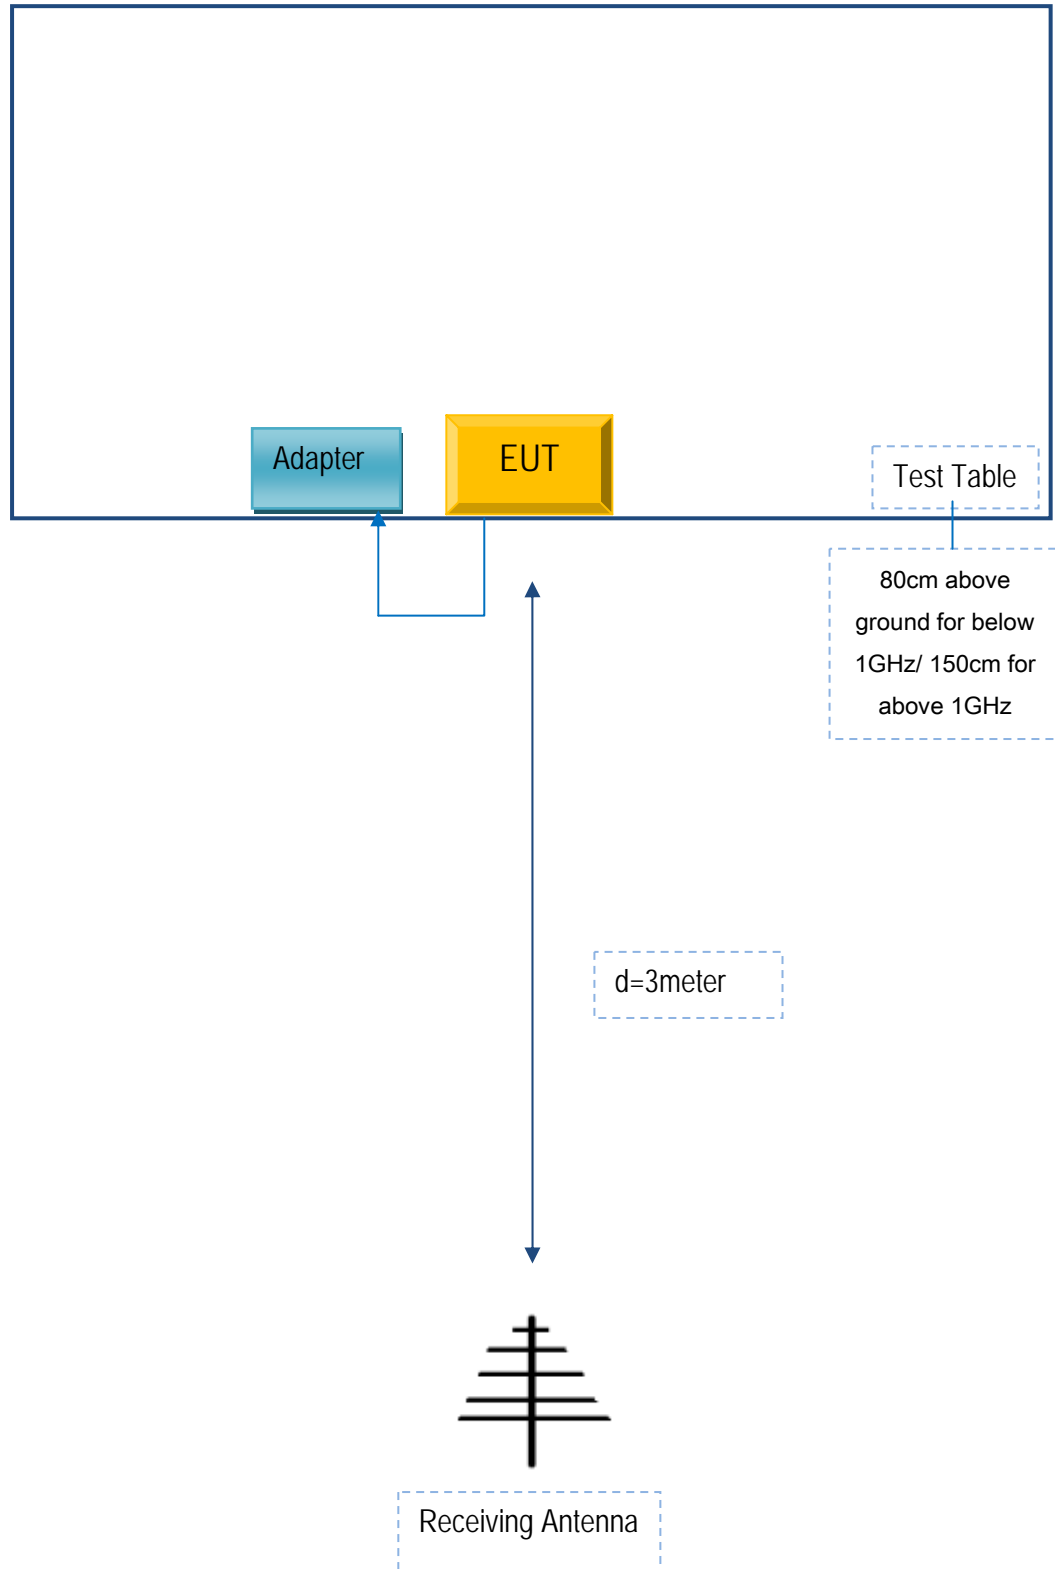 Adapter
EUT
Test Table
80cm above
ground for below
1GHz/ 150cm for
above 1GHz
d=3meter
Receiving Antenna